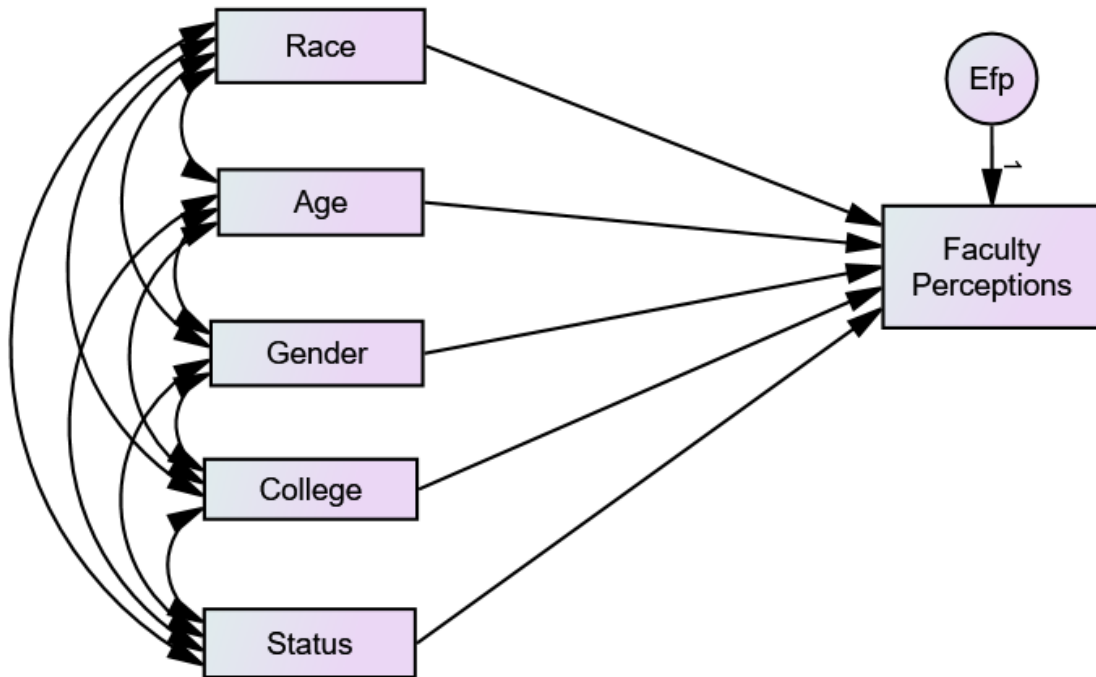 Race
Efp
1
Age
Faculty
Perceptions
Gender
College
Status